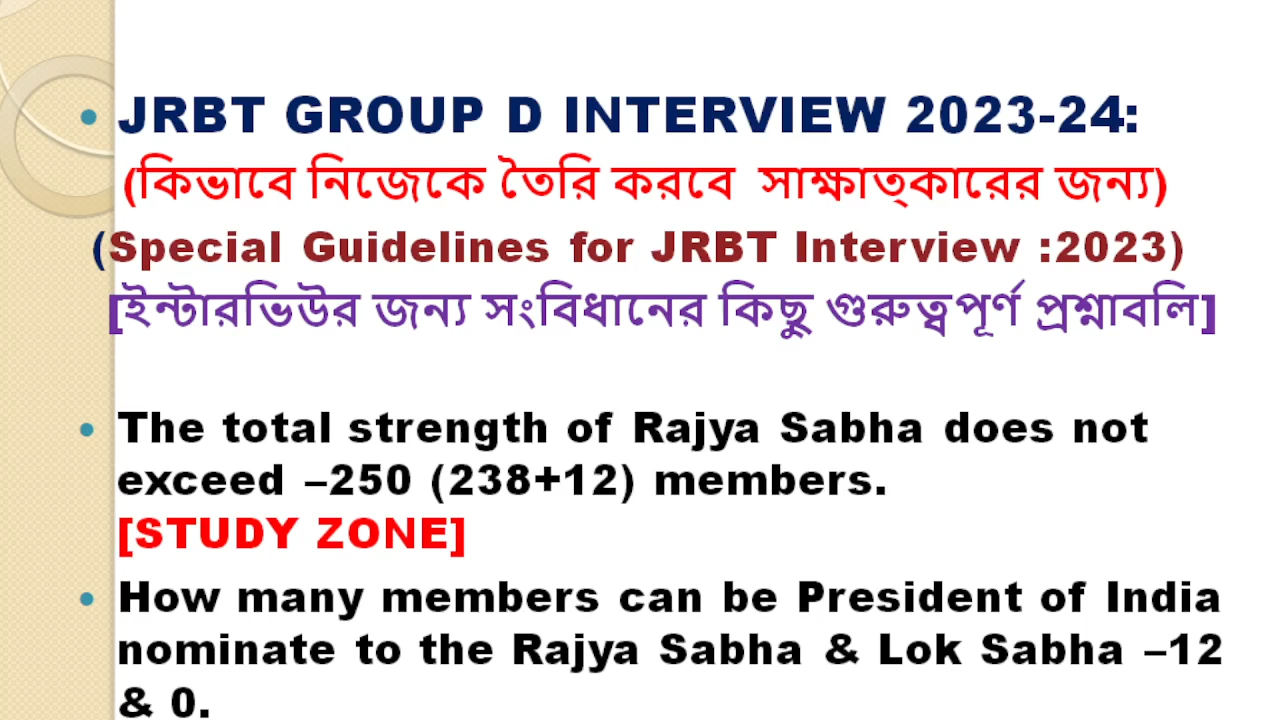 JRBT GROUP D INTERVIEW 2023-24:
(কিভাবে নিজেকে তৈরি করবে সাক্ষাত্কারের জন্য)
(Special Guidelines for JRBT Interview :2023)
[ইন্টারভিউর জন্য সংবিধানের কিছু গুরুত্বপূর্ণ প্রশ্নাবলি]
The total strength of Rajya Sabha does not
exceed –250 (238+12) members.
[STUDY ZONE]
How many members can be President of India
nominate to the Rajya Sabha & Lok Sabha –12
& 0.